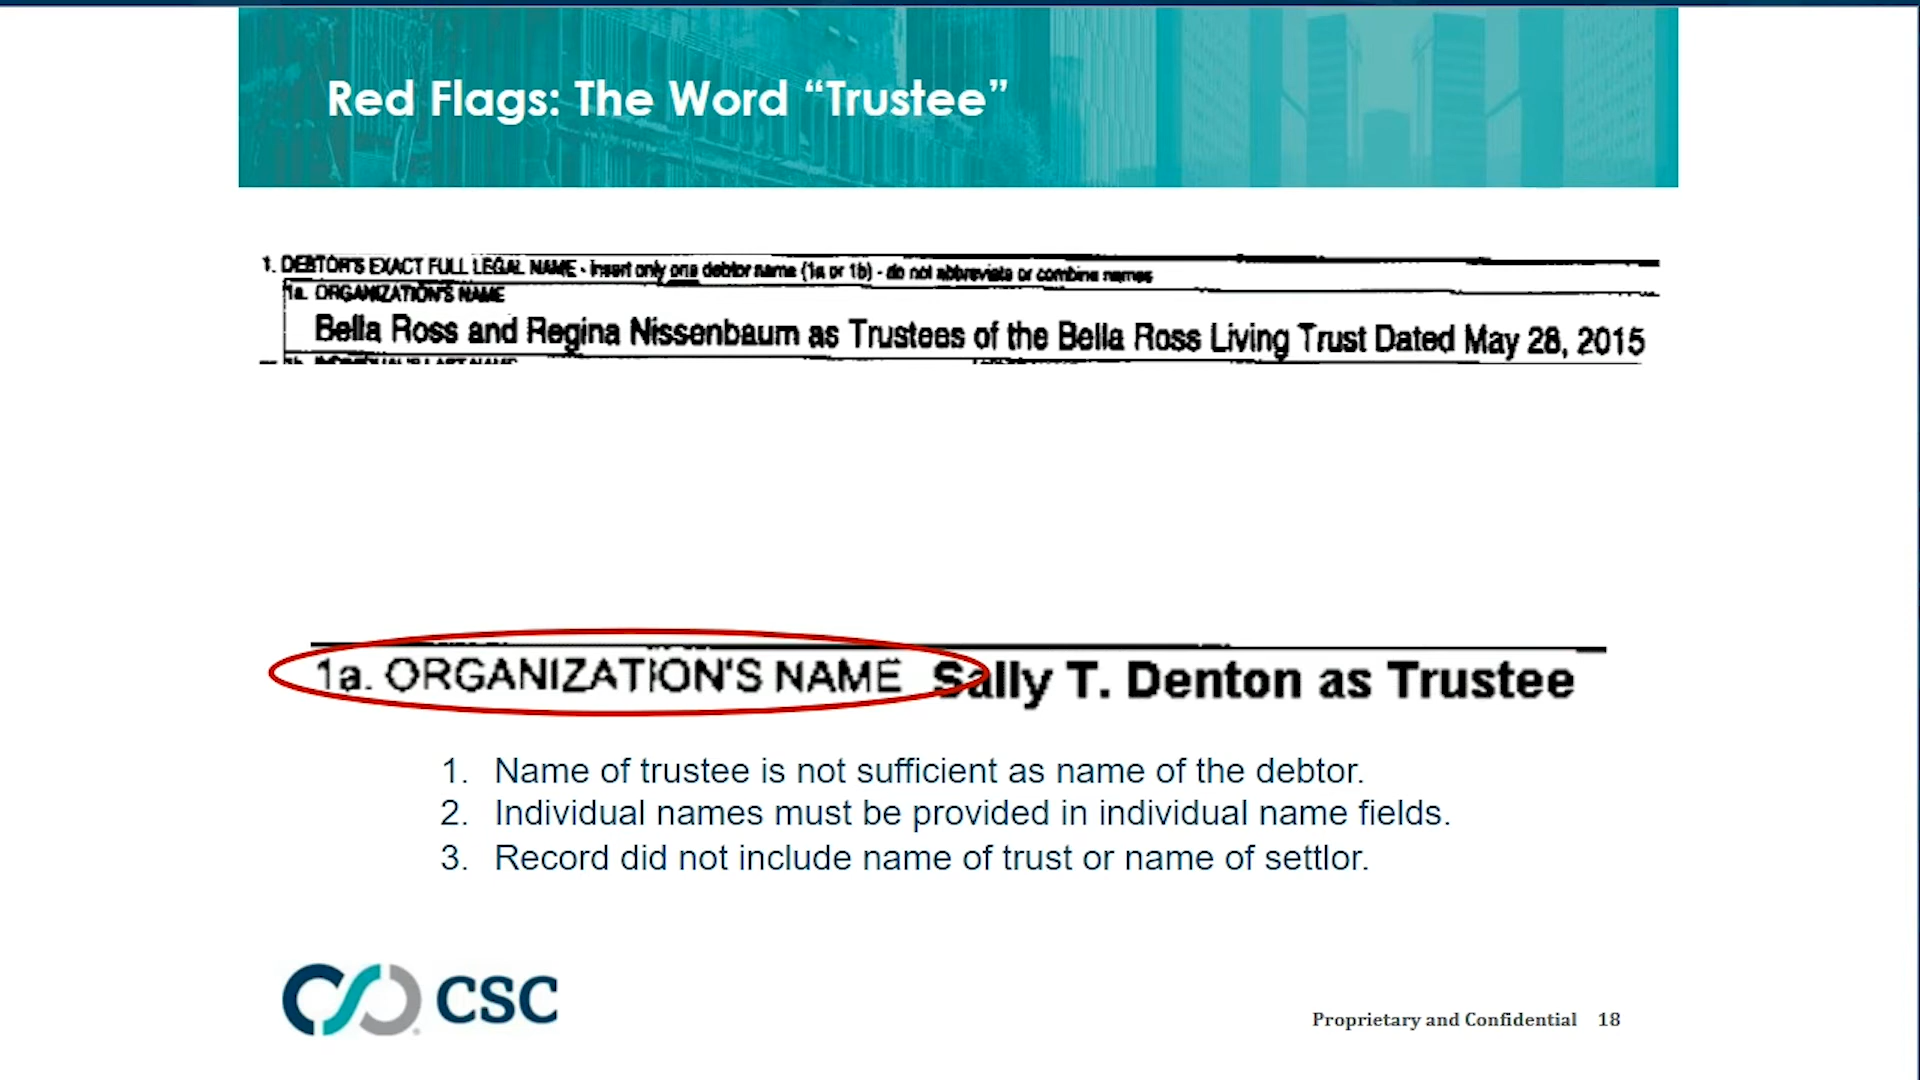 Red Flags: The Word “Trustee”
1. DEBTOR'S EXACT FULL LEGAL NAME - insert only one debtor name (1a or 1b) - do not abbreviate or combine names
1a. ORGANIZATION'S NAME
Bella Ross and Regina Nissenbaum as Trustees of the Bella Ross Living Trust Dated May 28, 2015
1a. ORGANIZATION'S NAME Sally T. Denton as Trustee
1. Name of trustee is not sufficient as name of the debtor.
2. Individual names must be provided in individual name fields.
3. Record did not include name of trust or name of settlor.
CSC
Proprietary and Confidential 18